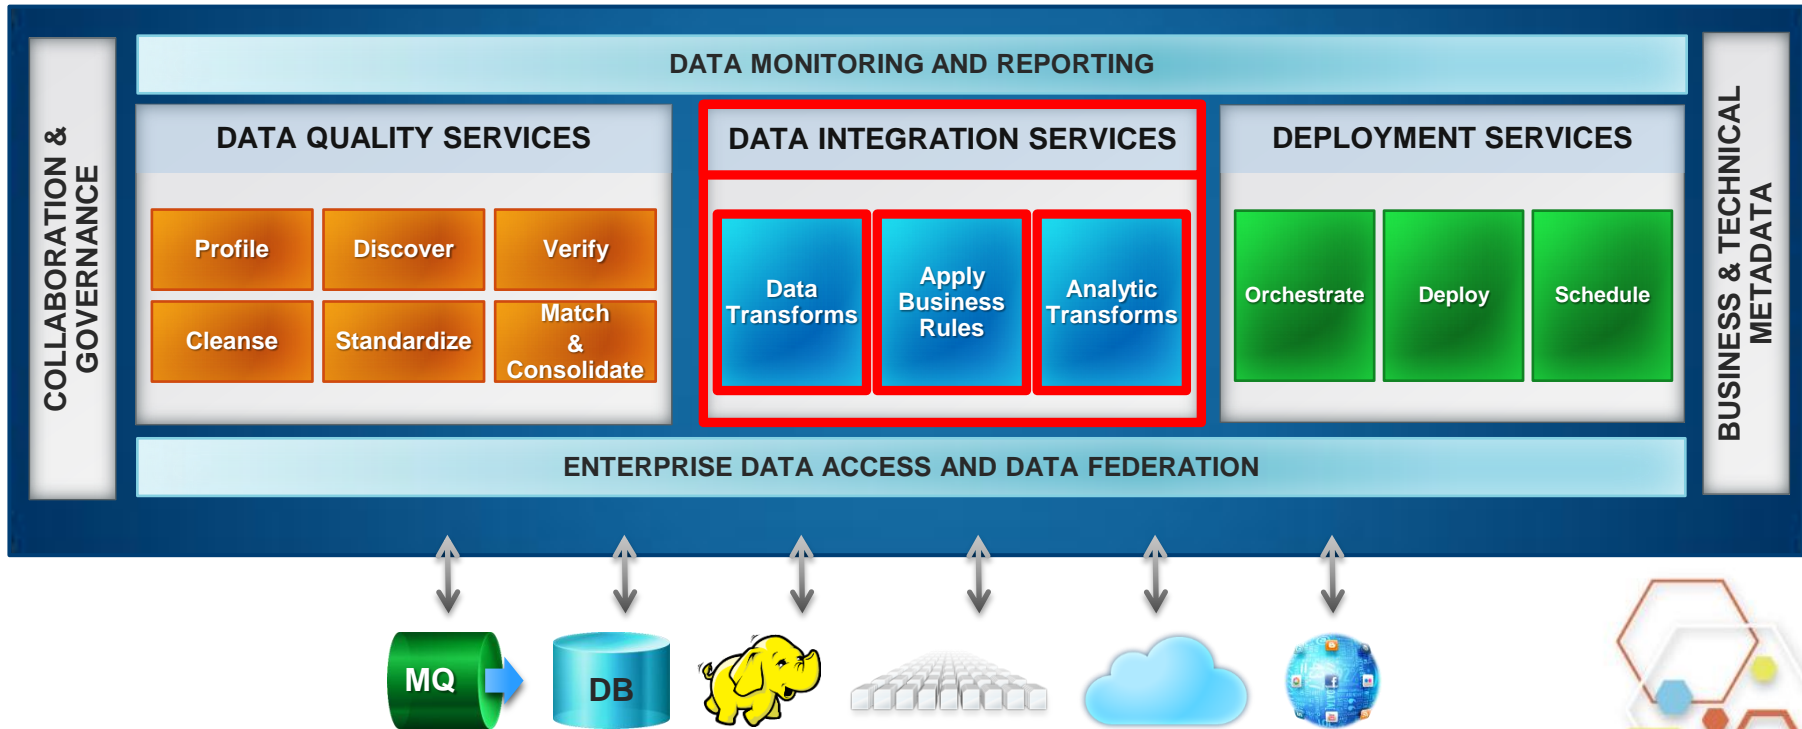 DATA MONITORING AND REPORTING
COLLABORATION &
GOVERNANCE
DATA QUALITY SERVICES
Profile
Discover
Verify
Cleanse
Standardize
Match
&
Consolidate
DATA INTEGRATION SERVICES
Data
Transforms
Apply
Business
Rules
Analytic
Transforms
DEPLOYMENT SERVICES
Orchestrate
Deploy
Schedule
BUSINESS & TECHNICAL
METADATA
ENTERPRISE DATA ACCESS AND DATA FEDERATION
MQ
DB